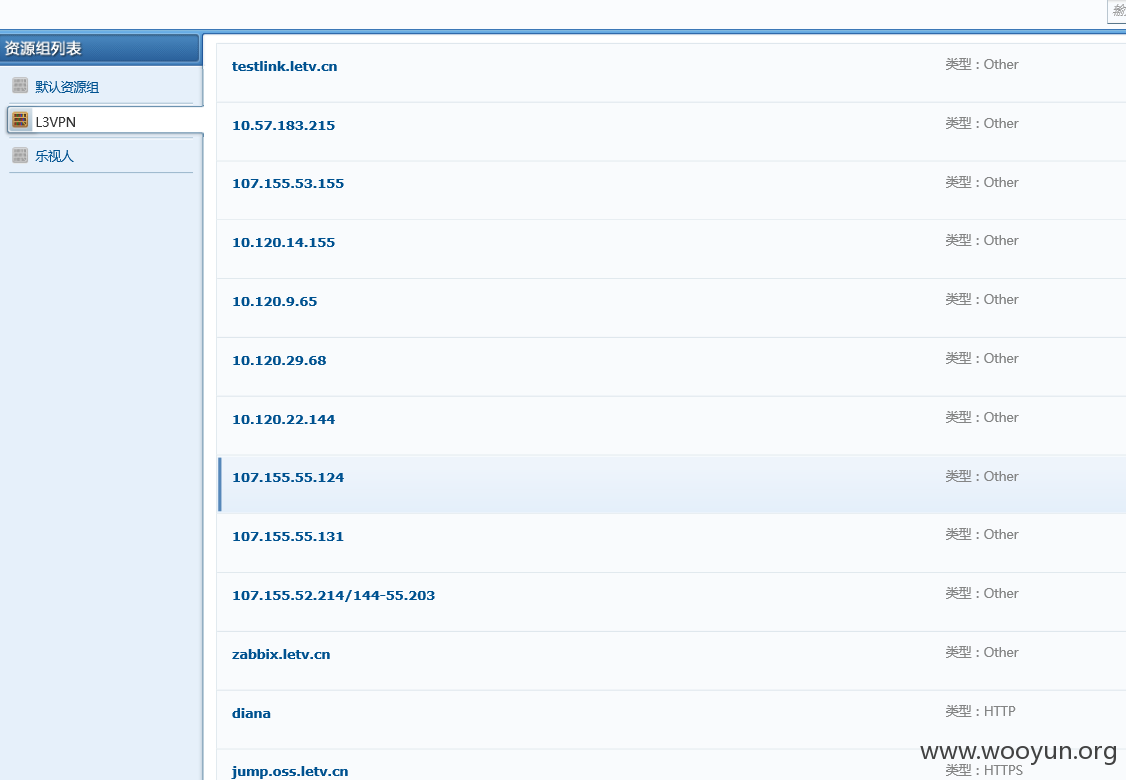 资源组列表
默认资源组
L3VPN
乐视人
testlink.letv.cn 类型：Other
10.57.183.215 类型：Other
107.155.53.155 类型：Other
10.120.14.155 类型：Other
10.120.9.65 类型：Other
10.120.29.68 类型：Other
10.120.22.144 类型：Other
107.155.55.124 类型：Other
107.155.55.131 类型：Other
107.155.52.214/144-55.203 类型：Other
zabbix.letv.cn 类型：Other
diana 类型：HTTP
jump.oss.letv.cn 类型：HTTPS
www.wooyun.org